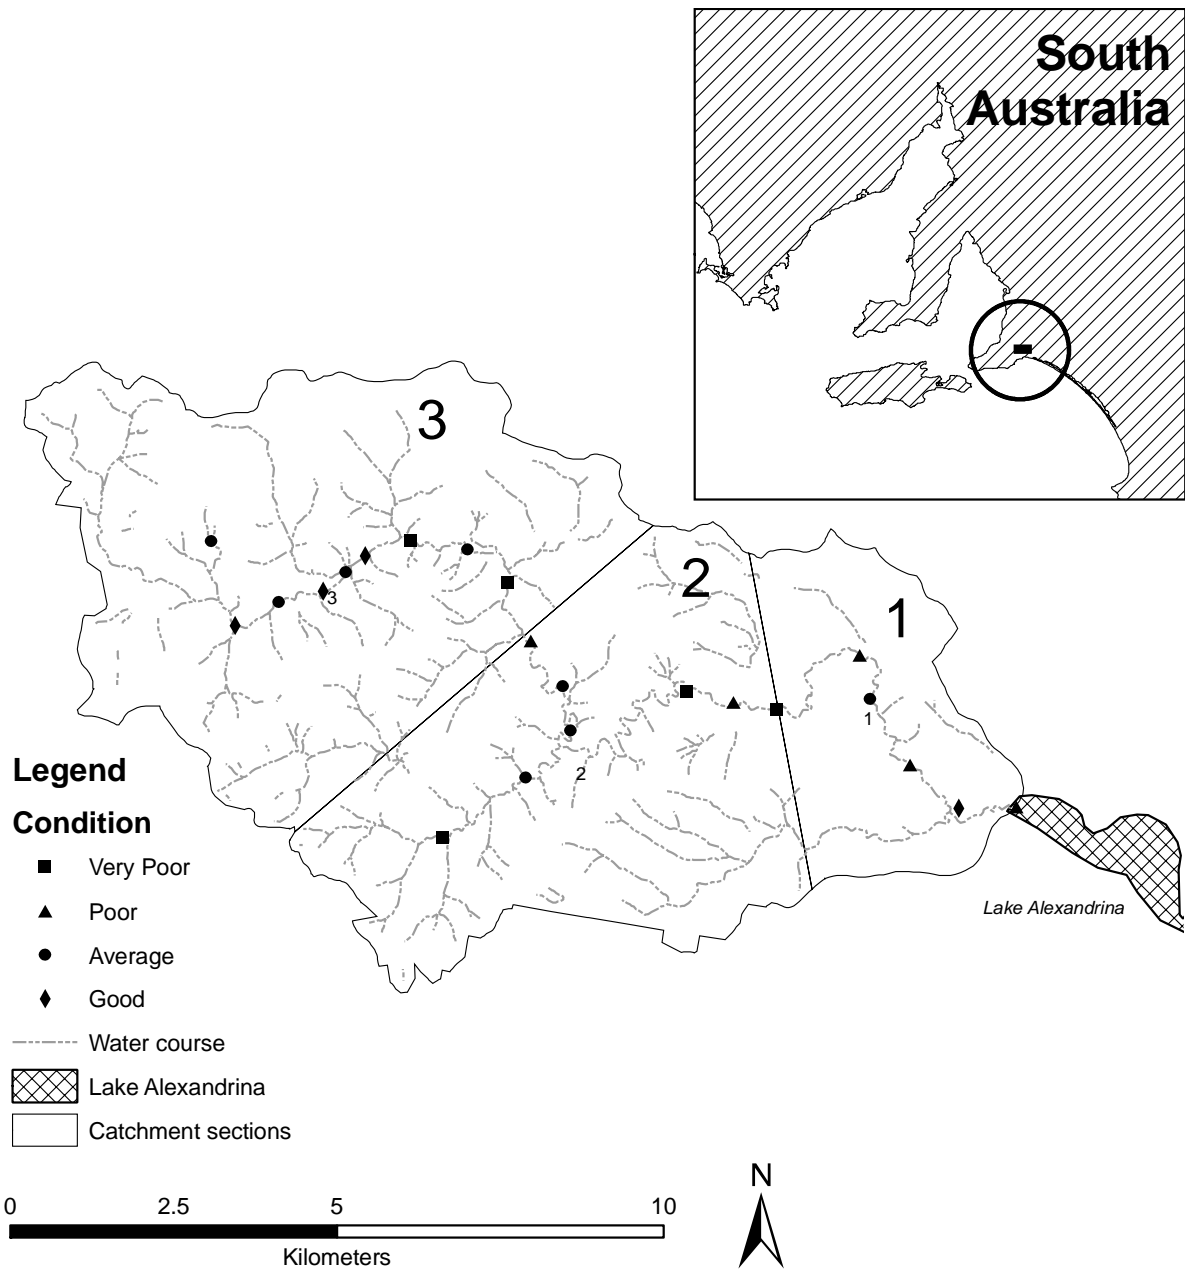 South
Australia
3
2
1
3
1
2
Legend
Condition
Very Poor
Poor
Average
Good
Water course
Lake Alexandrina
Catchment sections
Lake Alexandrina
N
0 2.5 5 10
Kilometers